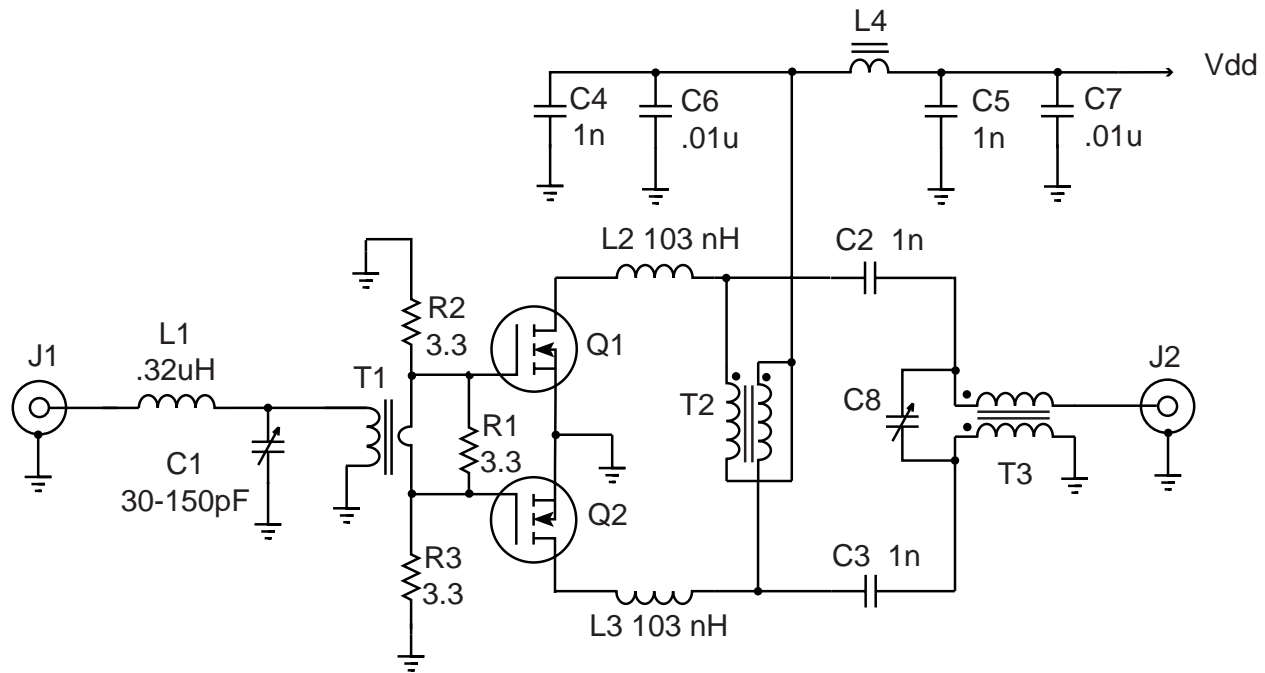 L4
Vdd
C4
1n
C6
.01u
C5
1n
C7
.01u
L2 103 nH
C2 1n
R2
3.3
Q1
J1
L1
.32uH
T1
T2
C8
J2
R1
3.3
C1
30-150pF
T3
Q2
R3
3.3
C3 1n
L3 103 nH